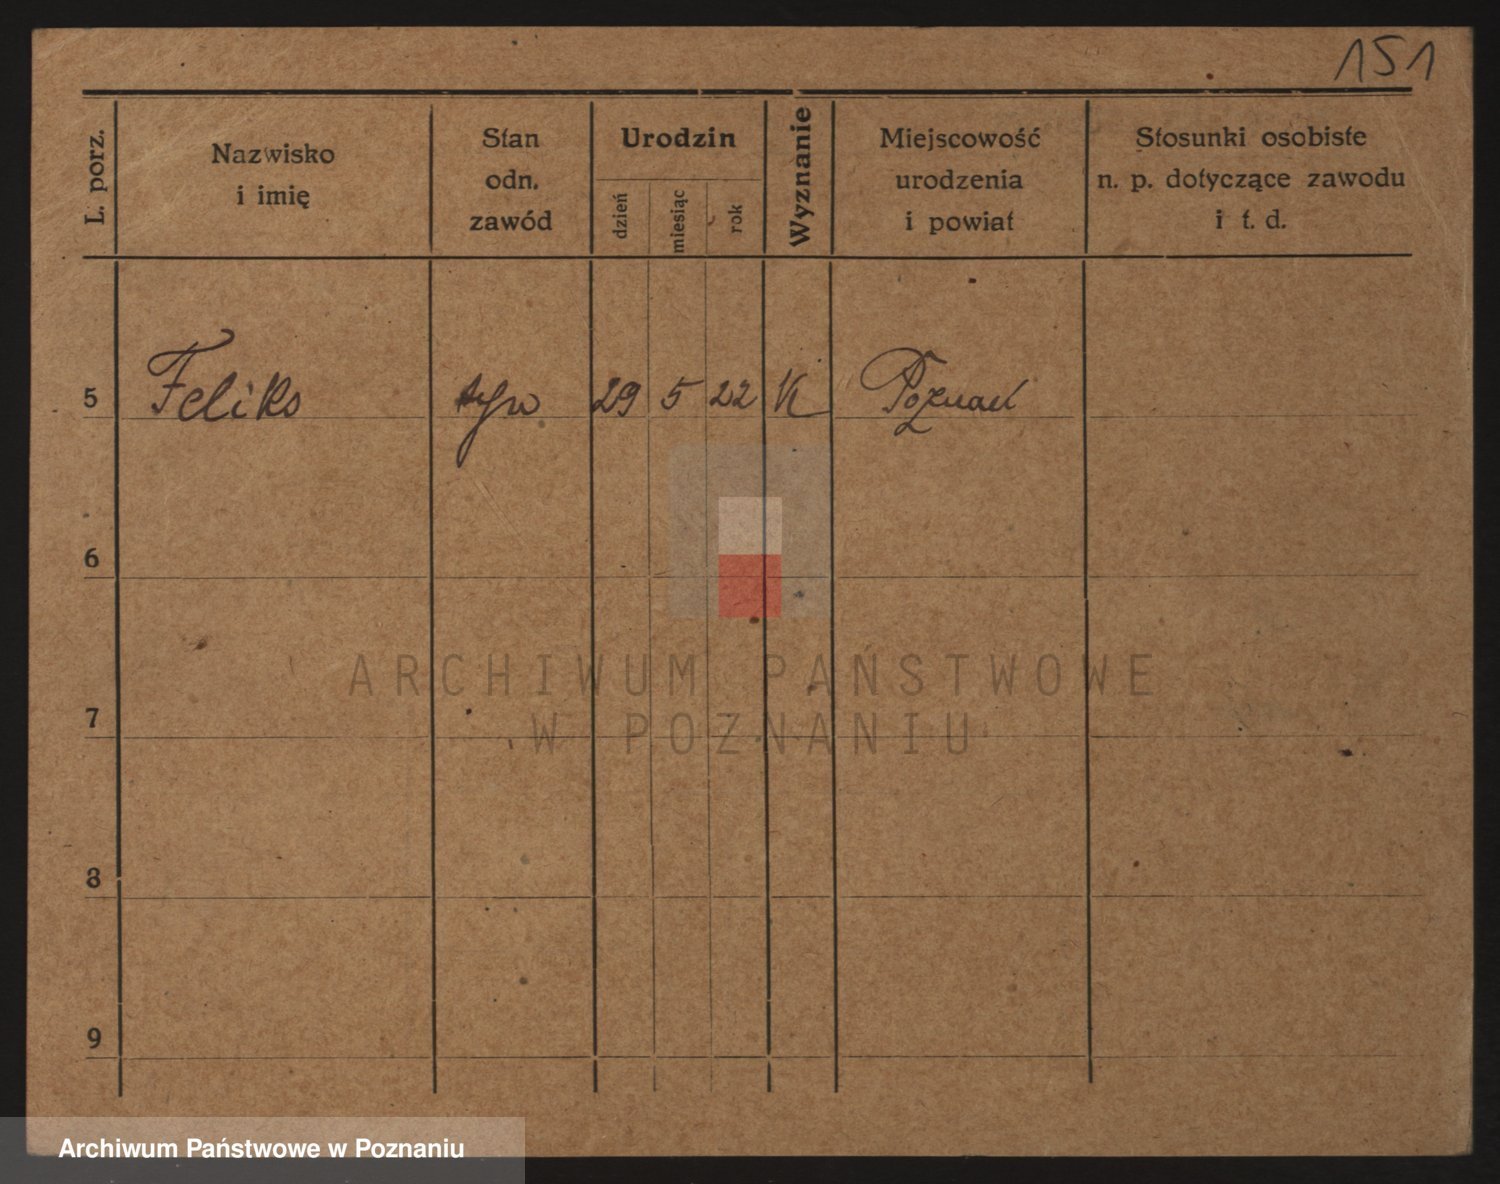 151
L. porz.
Nazwisko
i imię
Stan
odn.
zawód
Urodzin
dzień
miesiąc
rok
Wyznanie
Miejscowość
urodzenia
i powiat
Stosunki osobiste
n. p. dotyczące zawodu
i t. d.
5 Feliks syn 29 5 22 K Poznań
6
7
8
9
ARCHIWUM PAŃSTWOWE
W POZNANIU
Archiwum Państwowe w Poznaniu